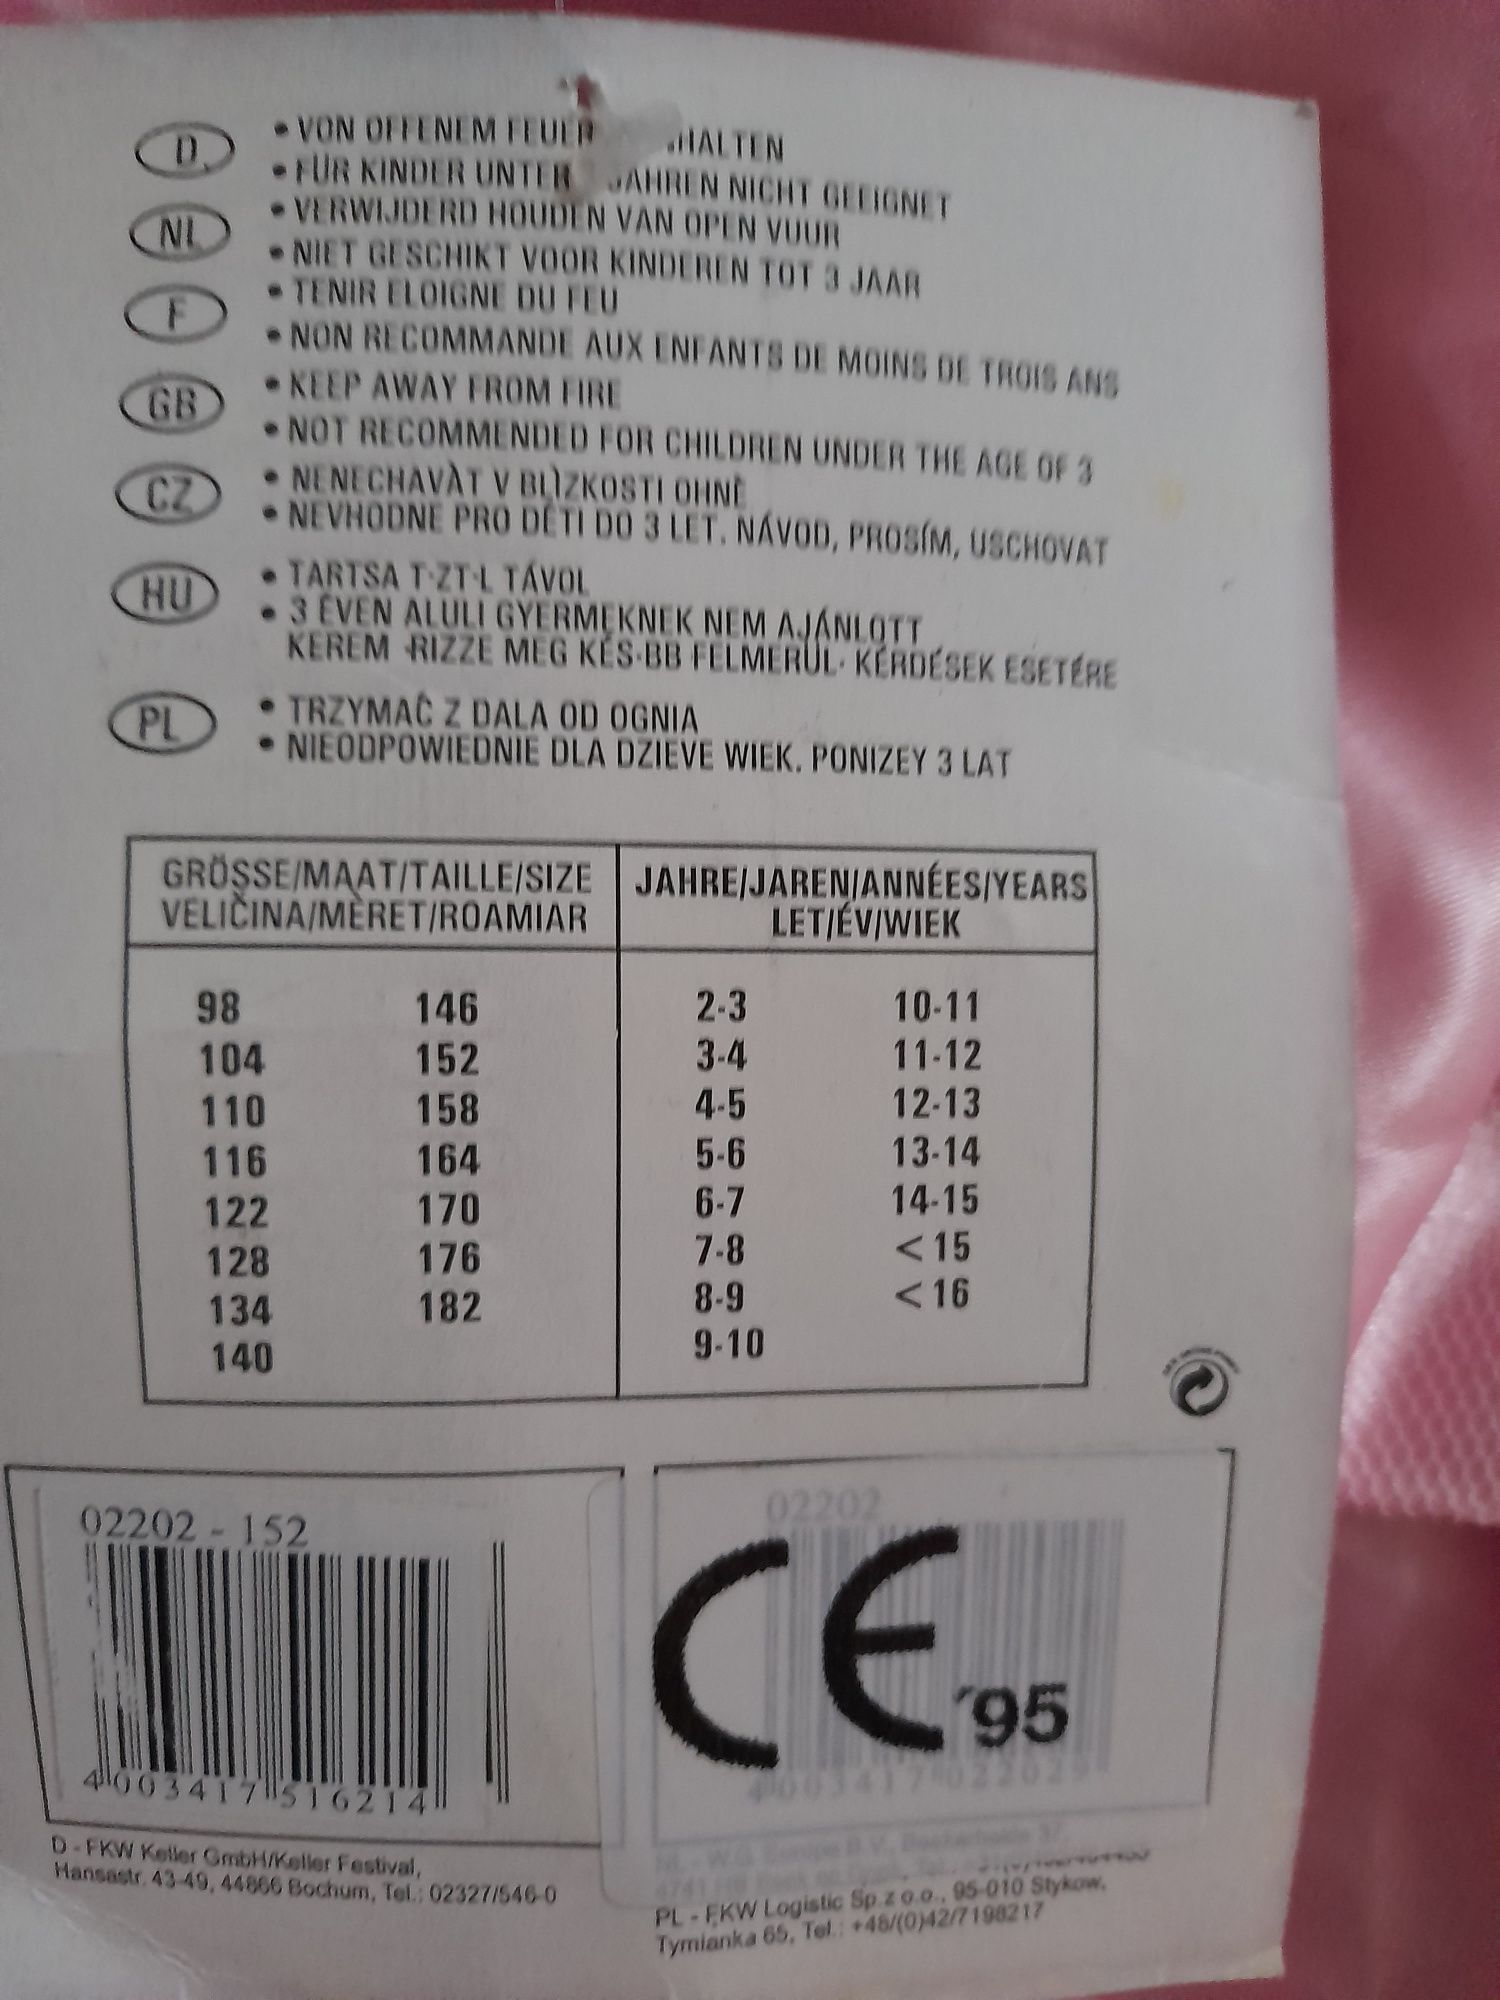 D
• VON OFFENEM FEUER HALTEN
• FÜR KINDER UNTER JAHREN NICHT GEEIGNET
NL
• VERWIJDERD HOUDEN VAN OPEN VUUR
• NIET GESCHIKT VOOR KINDEREN TOT 3 JAAR
F
• TENIR ELOIGNE DU FEU
• NON RECOMMANDE AUX ENFANTS DE MOINS DE TROIS ANS
GB
• KEEP AWAY FROM FIRE
• NOT RECOMMENDED FOR CHILDREN UNDER THE AGE OF 3
CZ
• NENECHAVÀT V BLÌZKOSTI OHNĚ
• NEVHODNE PRO DĚTI DO 3 LET. NÁVOD, PROSÍM, USCHOVAT
HU
• TARTSA T·ZT·L TÁVOL
• 3 ÉVEN ALULI GYERMEKNEK NEM AJÁNLOTT
KEREM ·RIZZE MEG KÉS·BB FELMERÜL· KÉRDÉSEK ESETÉRE
PL
• TRZYMAĆ Z DALA OD OGNIA
• NIEODPOWIEDNIE DLA DZIEVE WIEK. PONIZEY 3 LAT
GRÖSSE/MAAT/TAILLE/SIZE JAHRE/JAREN/ANNÉES/YEARS
VELIČINA/MÈRET/ROAMIAR LET/ÉV/WIEK
98 146 2-3 10-11
104 152 3-4 11-12
110 158 4-5 12-13
116 164 5-6 13-14
122 170 6-7 14-15
128 176 7-8 < 15
134 182 8-9 < 16
140 9-10
02202 - 152
4003417516214
02202
CE '95
4003417022029
D - FKW Keller GmbH/Keller Festival,
Hansastr. 43-49, 44866 Bochum, Tel.: 02327/546-0
PL - FKW Logistic Sp.z o.o., 95-010 Stykow,
Tymianka 65, Tel.: +48/(0)42/7198217